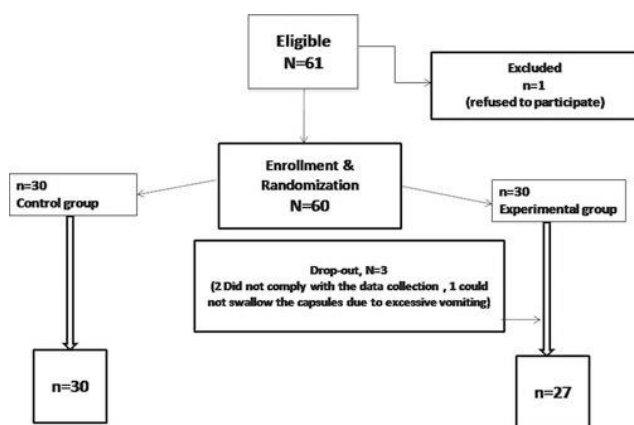 Eligible
N=61
Excluded
n=1
(refused to participate)
Enrollment &
Randomization
N=60
n=30
Control group
n=30
Experimental group
Drop-out, N=3
(2 Did not comply with the data collection , 1 could
not swallow the capsules due to excessive vomiting)
n=30
n=27